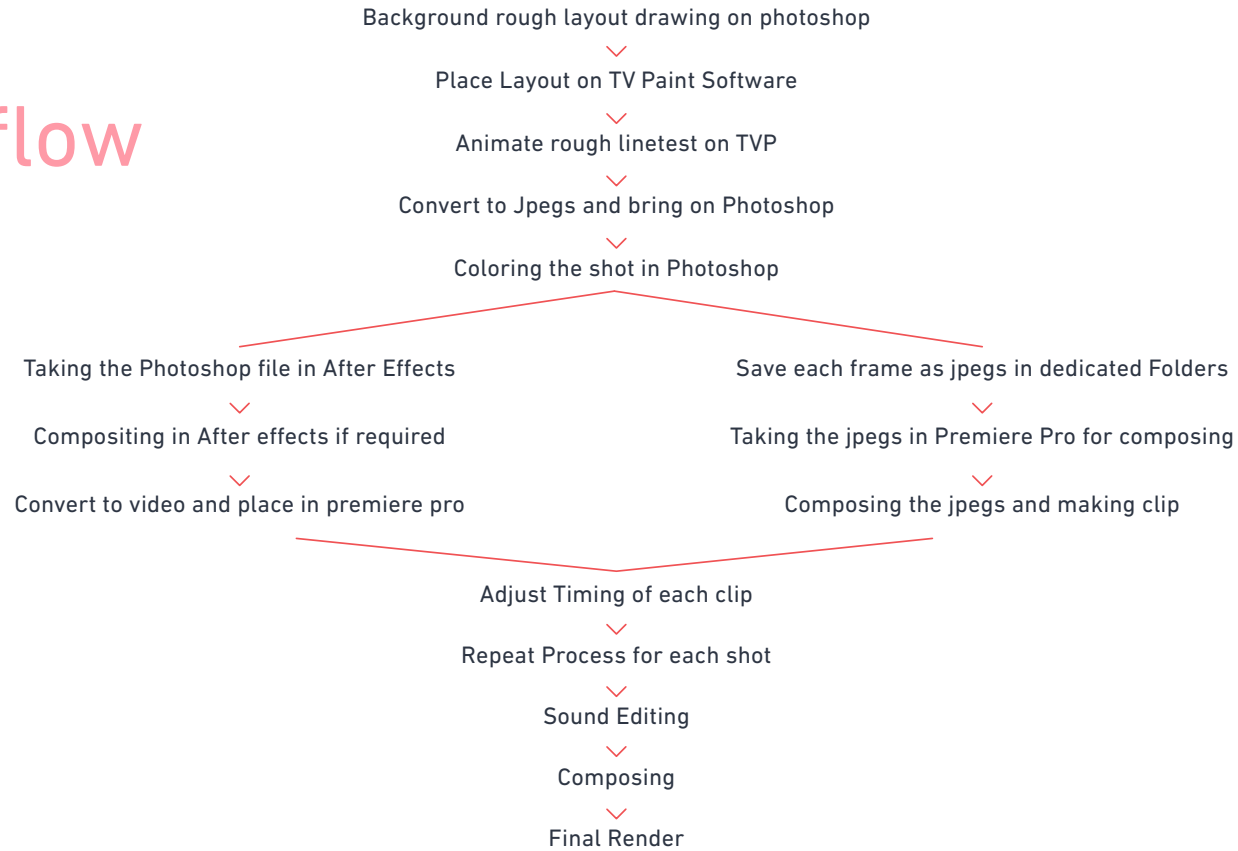 Background rough layout drawing on photoshop
Place Layout on TV Paint Software
flow
Animate rough linetest on TVP
Convert to Jpegs and bring on Photoshop
Coloring the shot in Photoshop
Taking the Photoshop file in After Effects
Save each frame as jpegs in dedicated Folders
Compositing in After effects if required
Taking the jpegs in Premiere Pro for composing
Convert to video and place in premiere pro
Composing the jpegs and making clip
Adjust Timing of each clip
Repeat Process for each shot
Sound Editing
Composing
Final Render